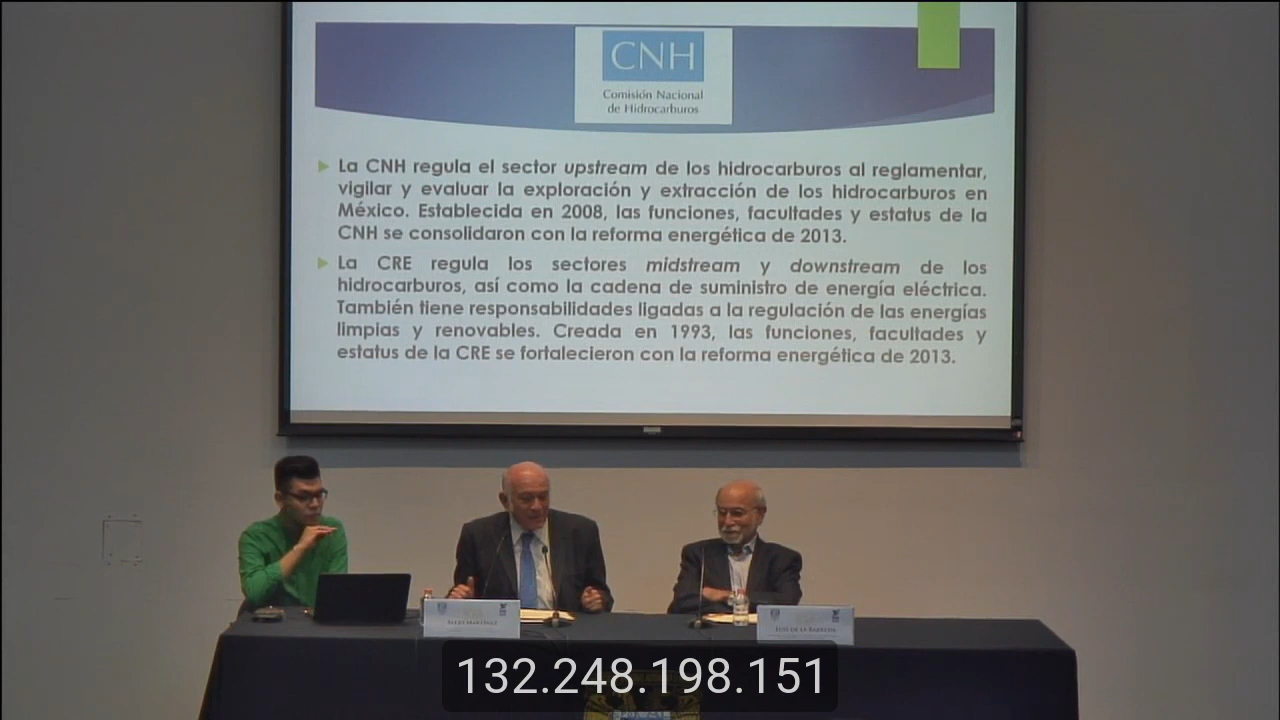 CNH
Comisión Nacional
de Hidrocarburos
La CNH regula el sector upstream de los hidrocarburos al reglamentar,
vigilar y evaluar la exploración y extracción de los hidrocarburos en
México. Establecida en 2008, las funciones, facultades y estatus de la
CNH se consolidaron con la reforma energética de 2013.
La CRE regula los sectores midstream y downstream de los
hidrocarburos, así como la cadena de suministro de energía eléctrica.
También tiene responsabilidades ligadas a la regulación de las energías
limpias y renovables. Creada en 1993, las funciones, facultades y
estatus de la CRE se fortalecieron con la reforma energética de 2013.
LUIS DE LA BARREDA
132.248.198.151